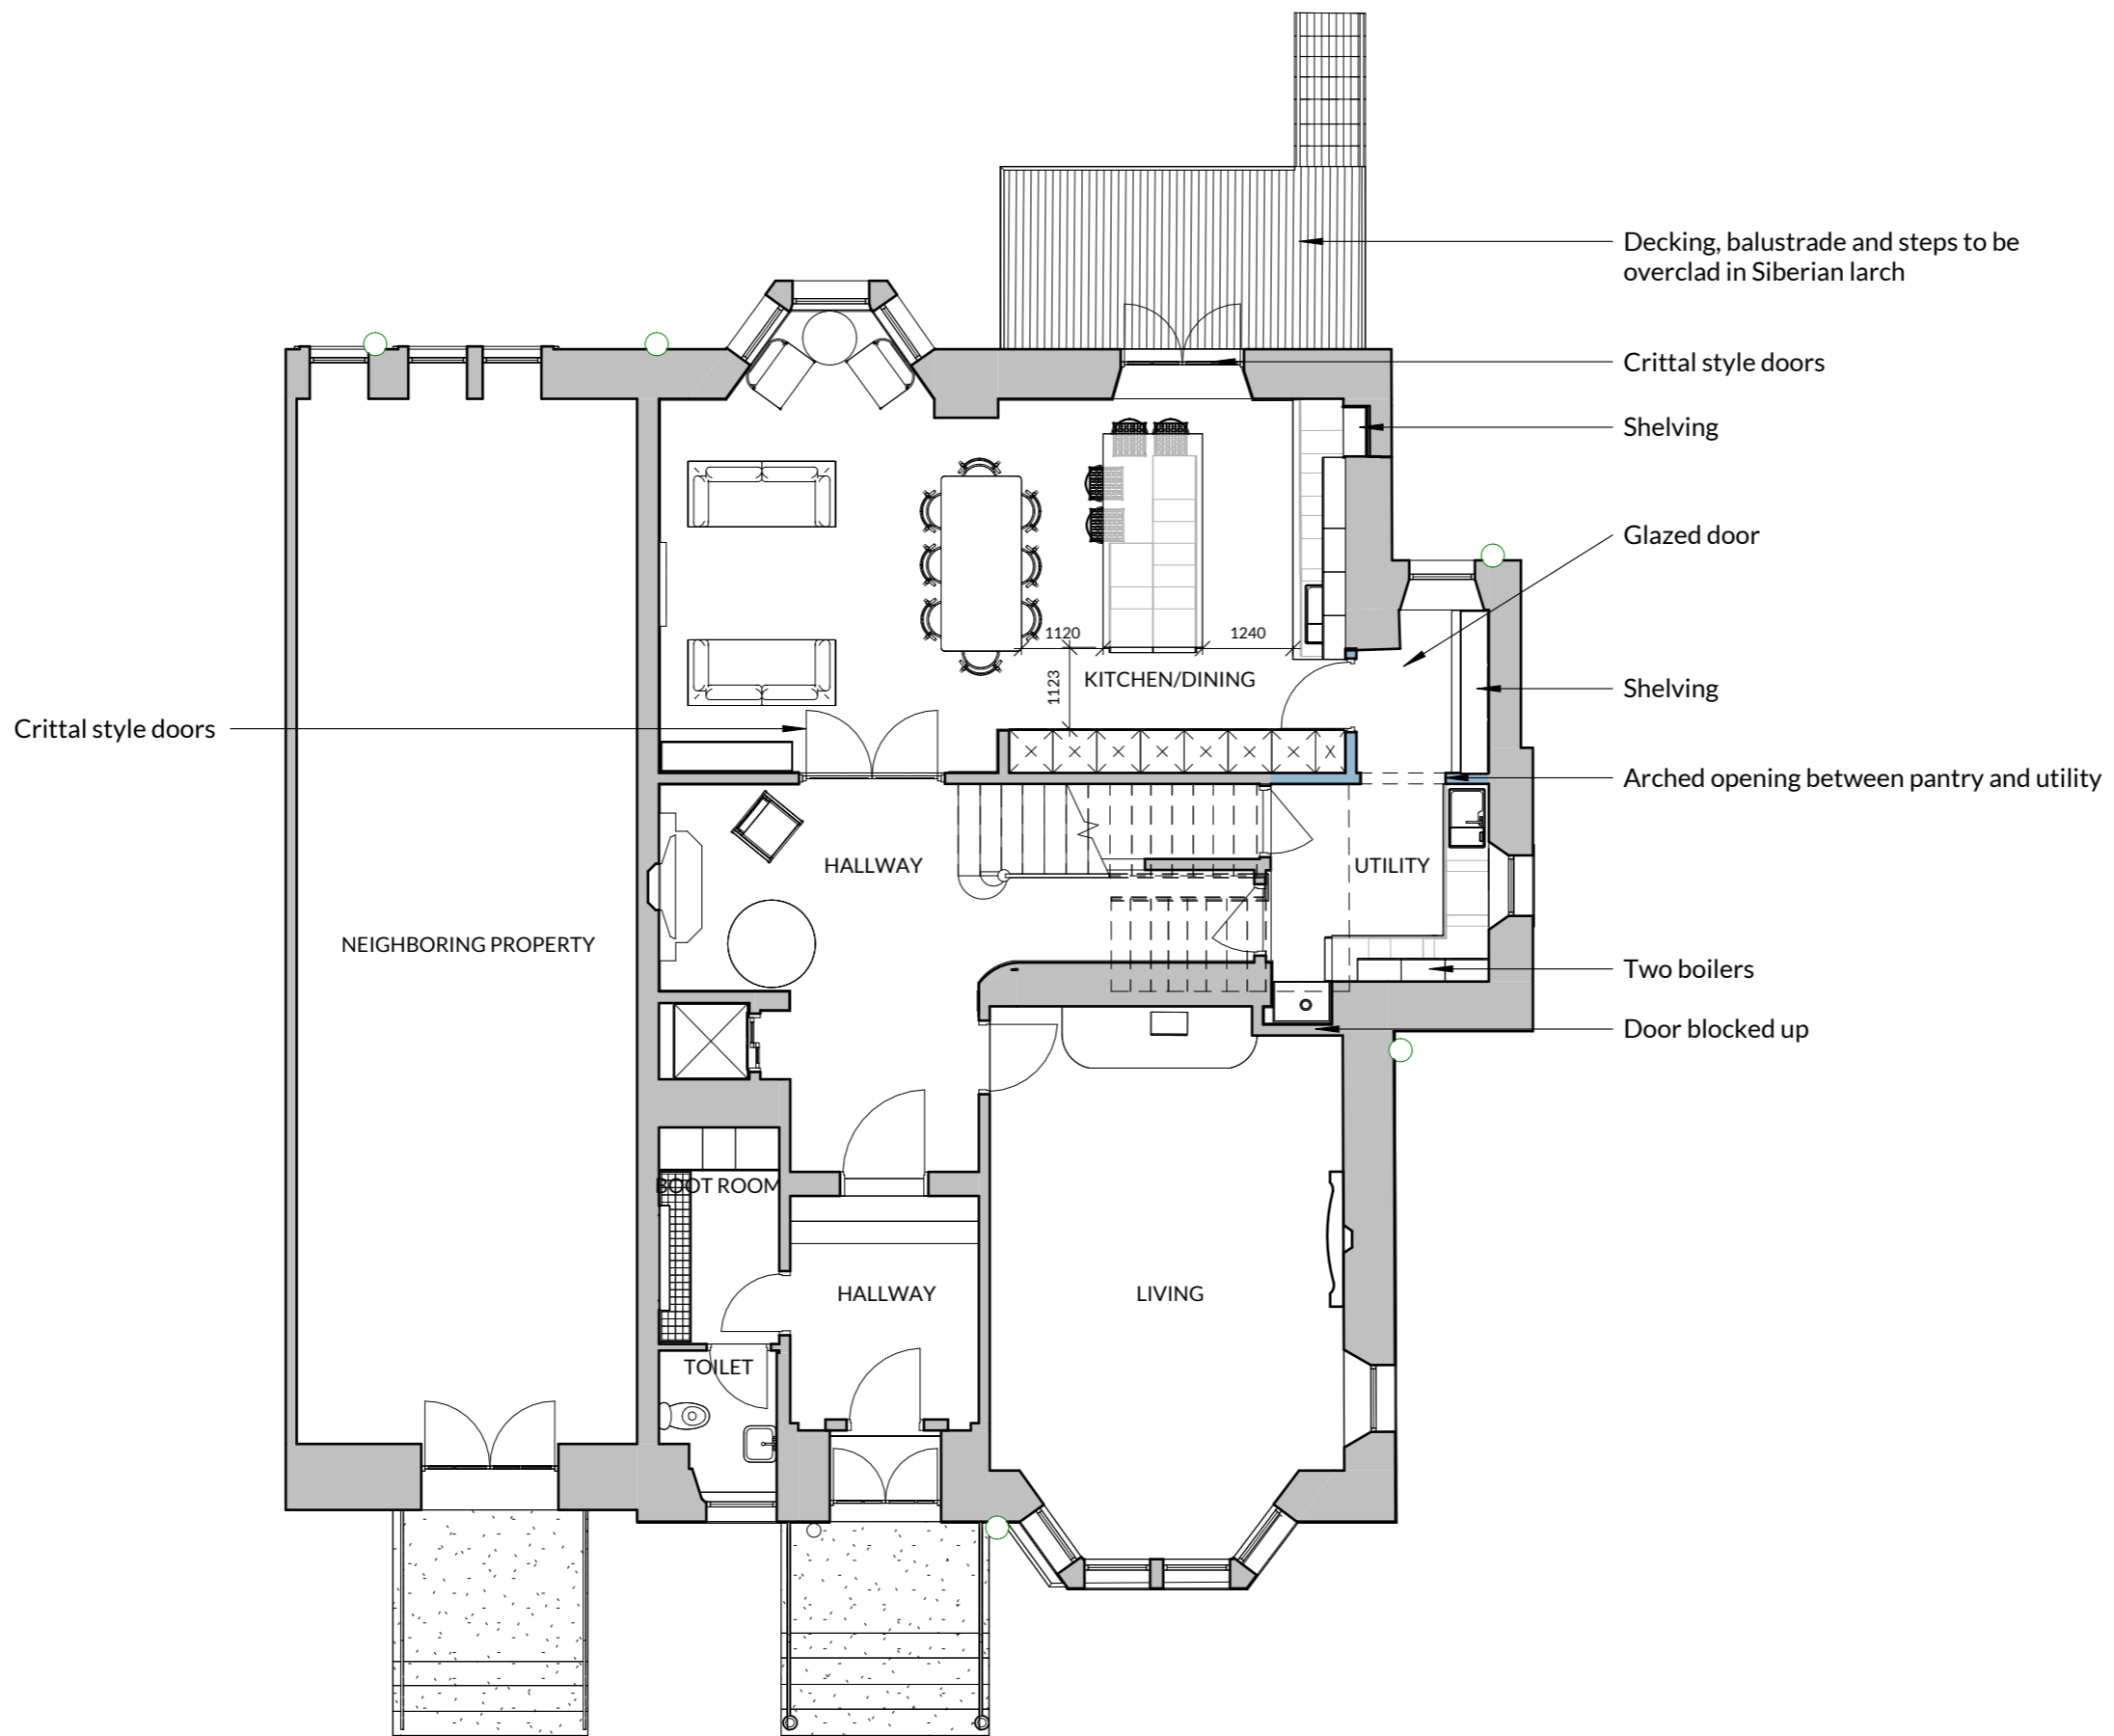 Decking, balustrade and steps to be
overclad in Siberian larch
Crittal style doors
Shelving
Glazed door
1120
1240
1123
KITCHEN/DINING
Shelving
Crittal style doors
Arched opening between pantry and utility
HALLWAY
UTILITY
NEIGHBORING PROPERTY
Two boilers
Door blocked up
BOOT ROOM
HALLWAY
LIVING
TOILET